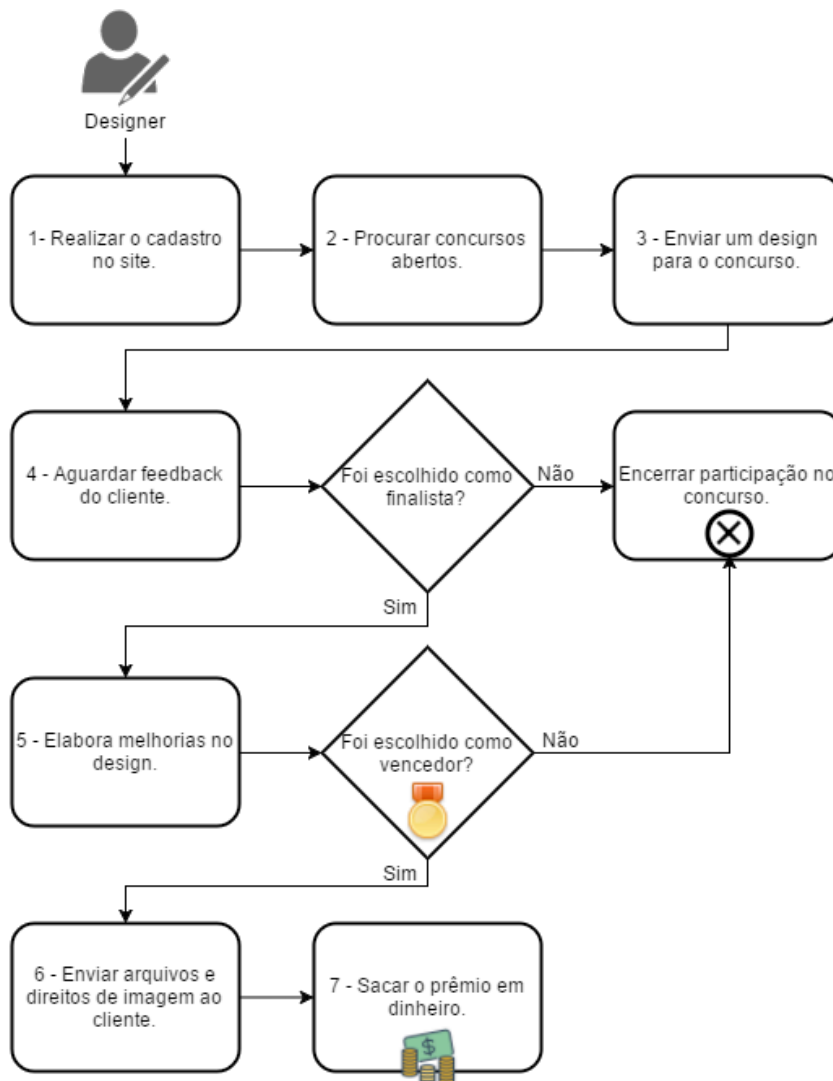 Designer
1- Realizar o cadastro
no site.
2 - Procurar concursos
abertos.
3 - Enviar um design
para o concurso.
4 - Aguardar feedback
do cliente.
Foi escolhido como
finalista?
Não
Encerrar participação no
concurso.
Sim
5 - Elabora melhorias no
design.
Foi escolhido como
vencedor?
Não
Sim
6 - Enviar arquivos e
direitos de imagem ao
cliente.
7 - Sacar o prêmio em
dinheiro.
$